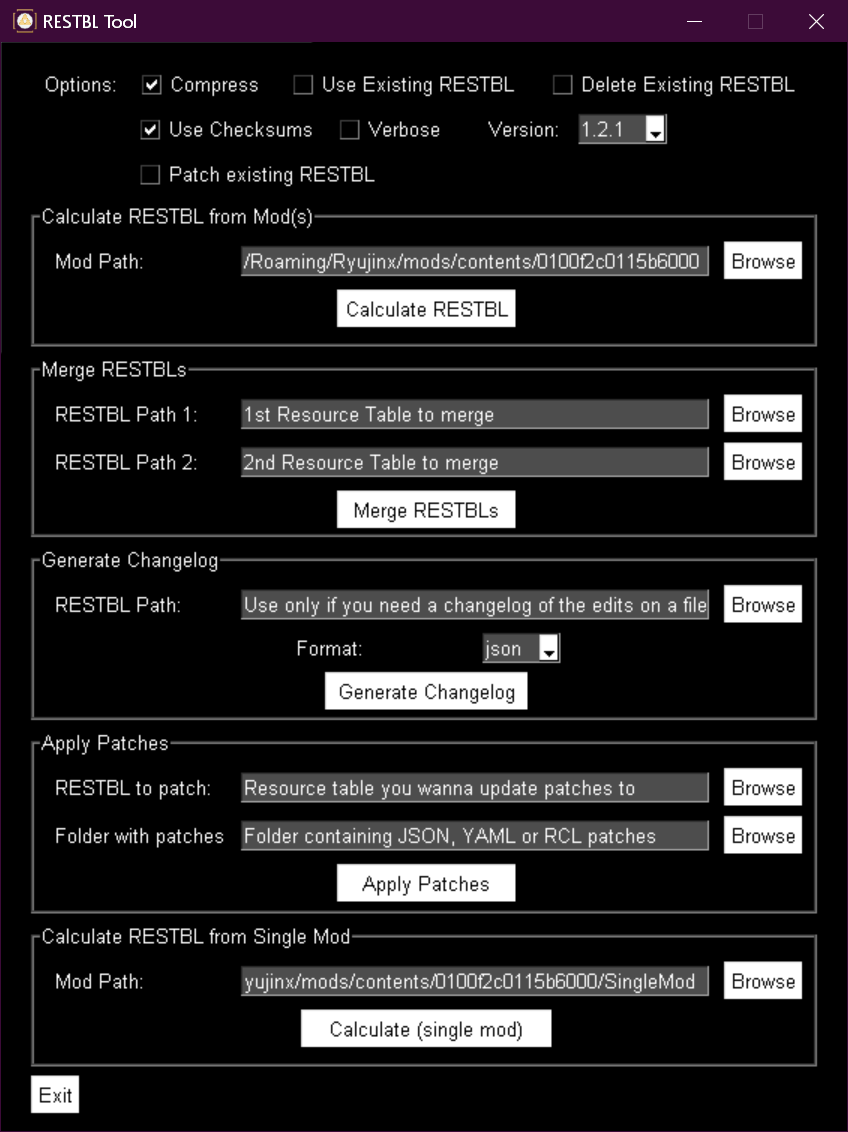 RESTBL Tool
Options: Compress Use Existing RESTBL Delete Existing RESTBL
Use Checksums Verbose Version: 1.2.1
Patch existing RESTBL
Calculate RESTBL from Mod(s)
Mod Path: /Roaming/Ryujinx/mods/contents/0100f2c0115b6000 Browse
Calculate RESTBL
Merge RESTBLs
RESTBL Path 1: 1st Resource Table to merge Browse
RESTBL Path 2: 2nd Resource Table to merge Browse
Merge RESTBLs
Generate Changelog
RESTBL Path: Use only if you need a changelog of the edits on a file Browse
Format: json
Generate Changelog
Apply Patches
RESTBL to patch: Resource table you wanna update patches to Browse
Folder with patches Folder containing JSON, YAML or RCL patches Browse
Apply Patches
Calculate RESTBL from Single Mod
Mod Path: yujinx/mods/contents/0100f2c0115b6000/SingleMod Browse
Calculate (single mod)
Exit